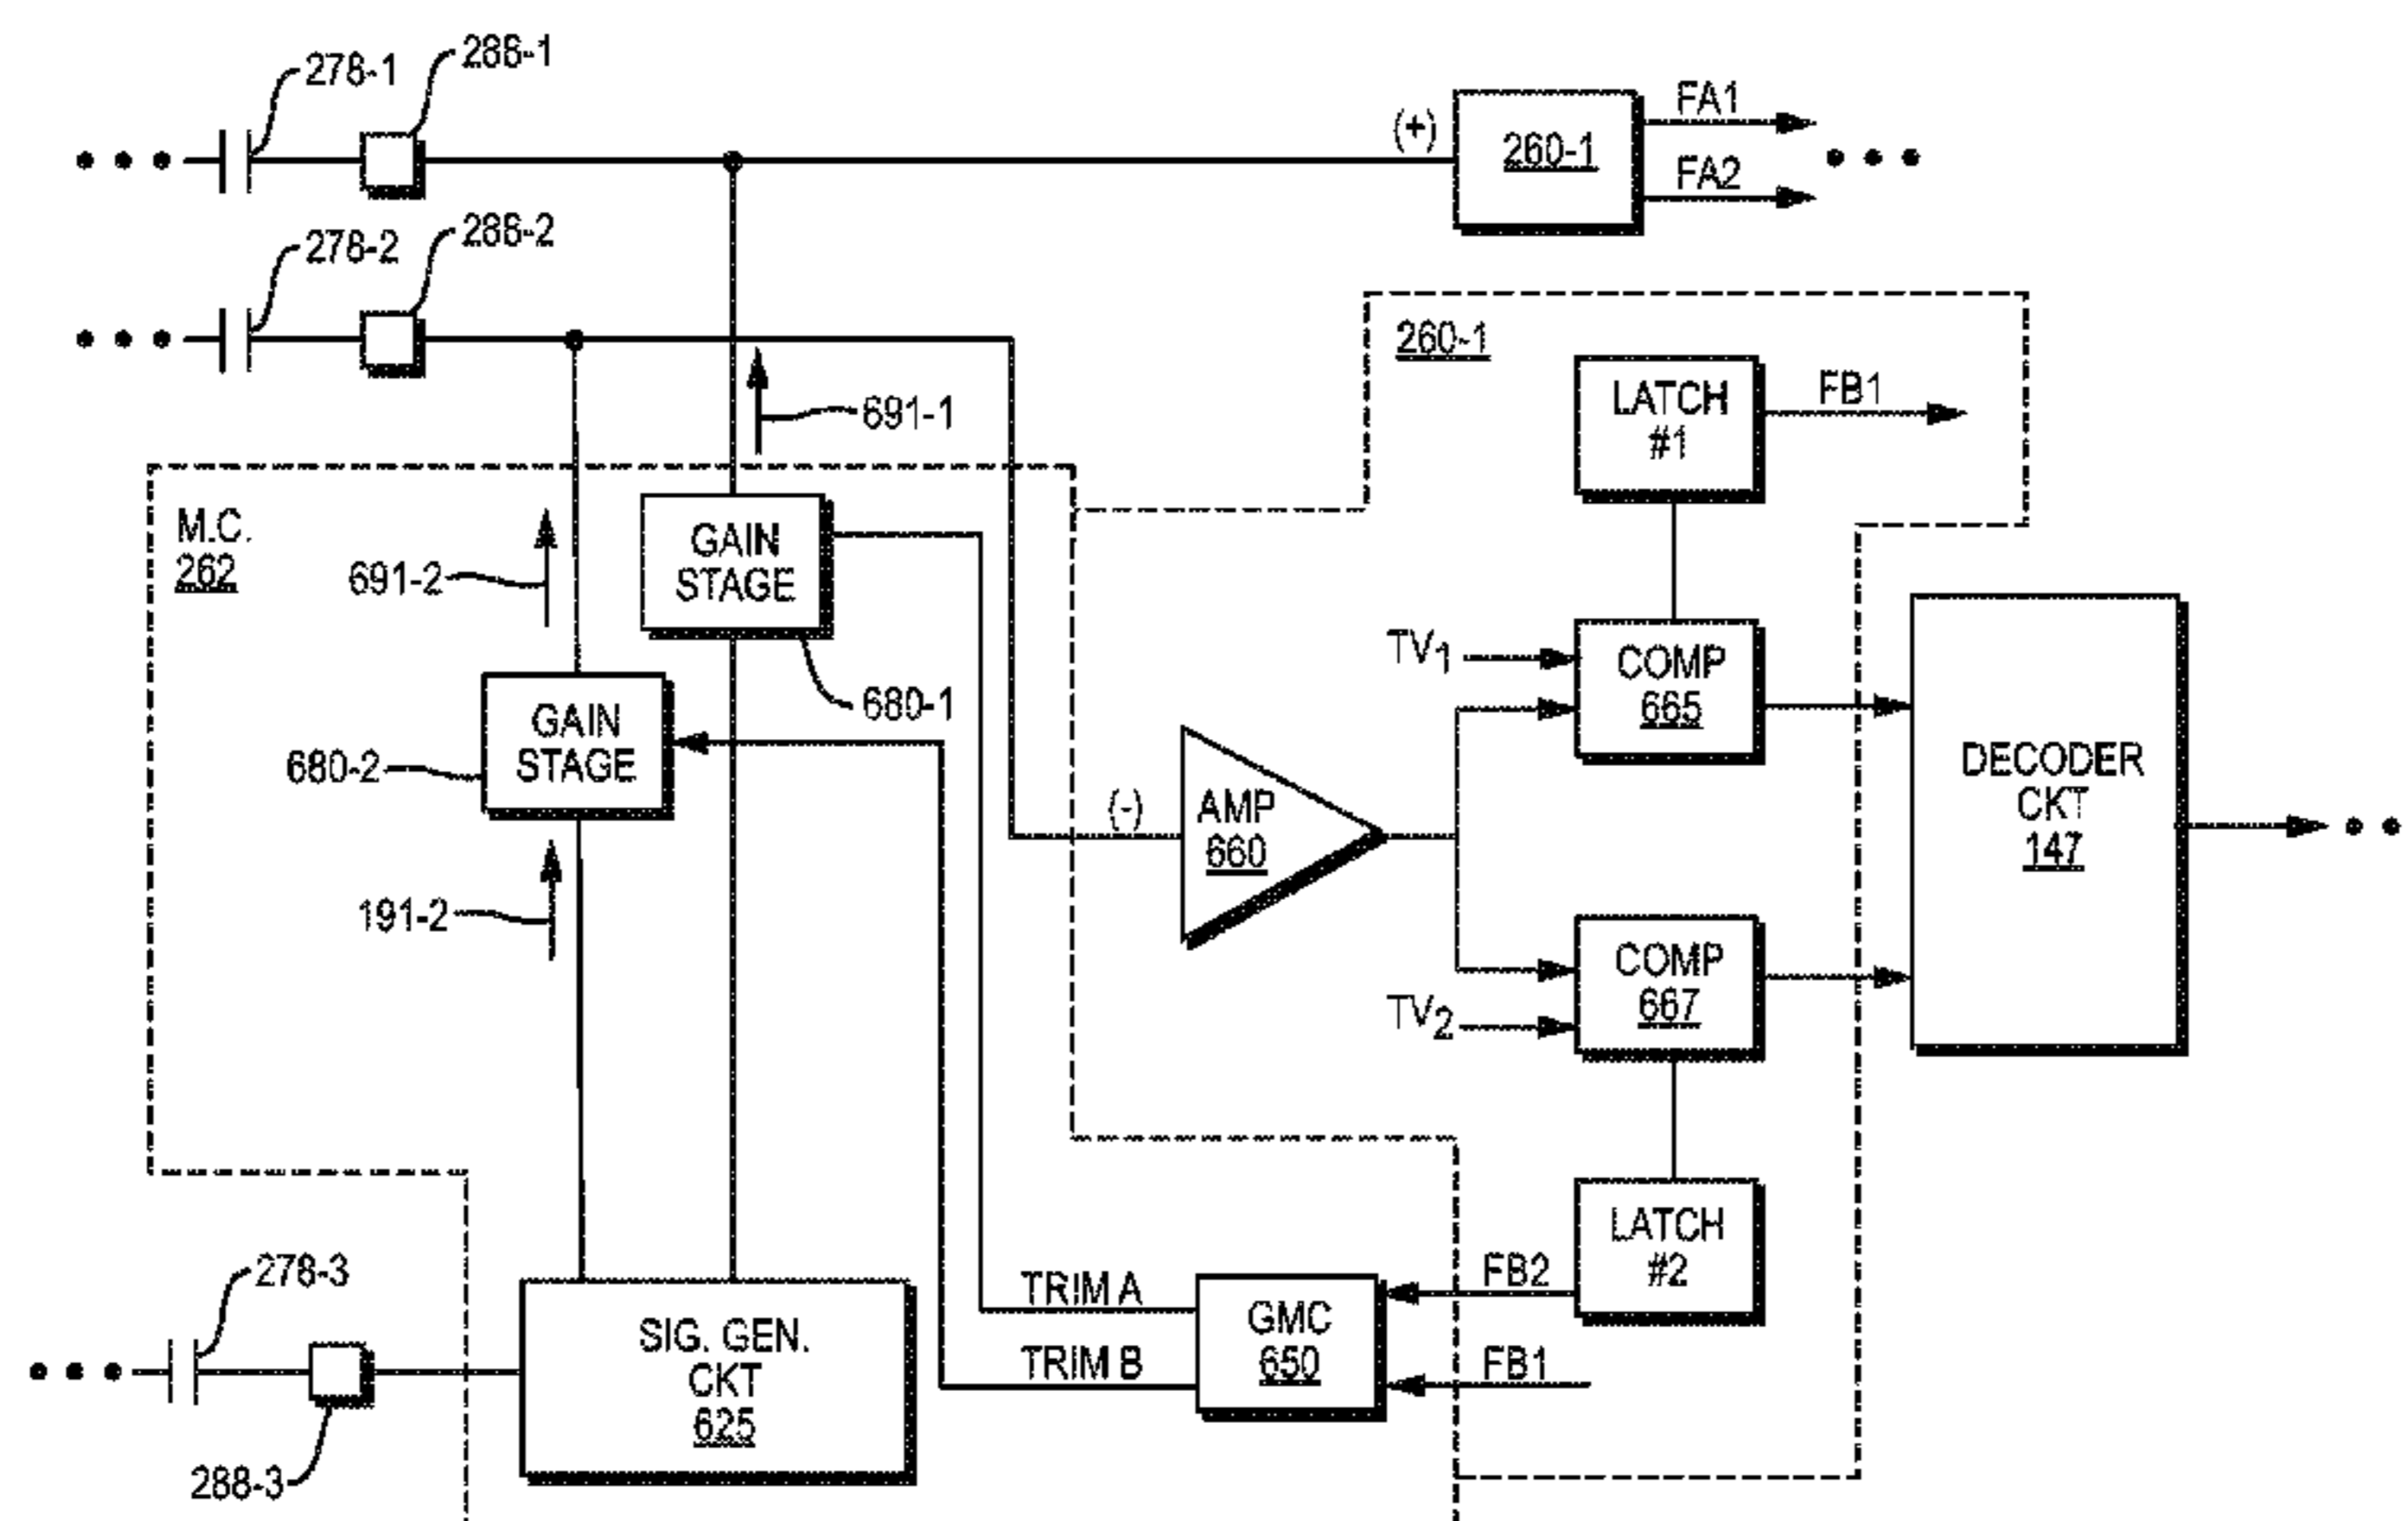 278-1
288-1
(+)
260-1
FA1
FA2
278-2
288-2
260-1
LATCH
#1
FB1
691-1
M.C.
262
GAIN
STAGE
691-2
680-1
TV1
COMP
665
GAIN
STAGE
680-2
(-)
AMP
660
DECODER
CKT
147
191-2
COMP
667
TV2
LATCH
#2
278-3
TRIM A
TRIM B
GMC
650
FB2
FB1
SIG. GEN.
CKT
625
288-3